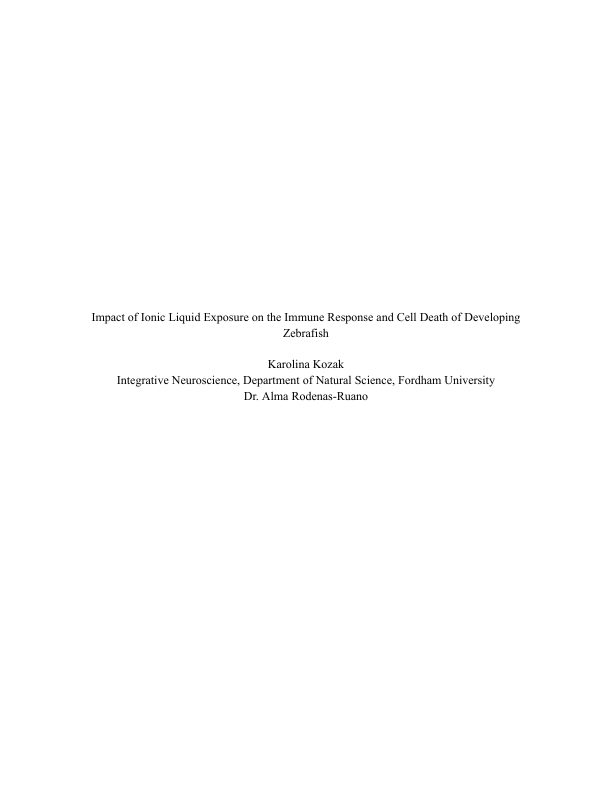 Impact of Ionic Liquid Exposure on the Immune Response and Cell Death of Developing
Zebrafish
Karolina Kozak
Integrative Neuroscience, Department of Natural Science, Fordham University
Dr. Alma Rodenas-Ruano